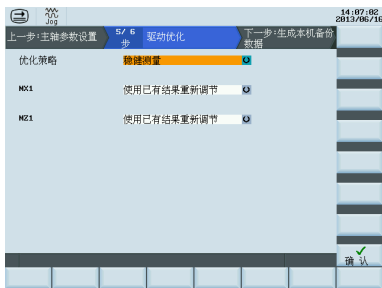 Jog
14:07:02
2013/06/16
上一步:主轴参数设置
5/ 6
步
驱动优化
下一步:生成本机备份
数据
优化策略
稳健测量
MX1
使用已有结果重新调节
MZ1
使用已有结果重新调节
确 认